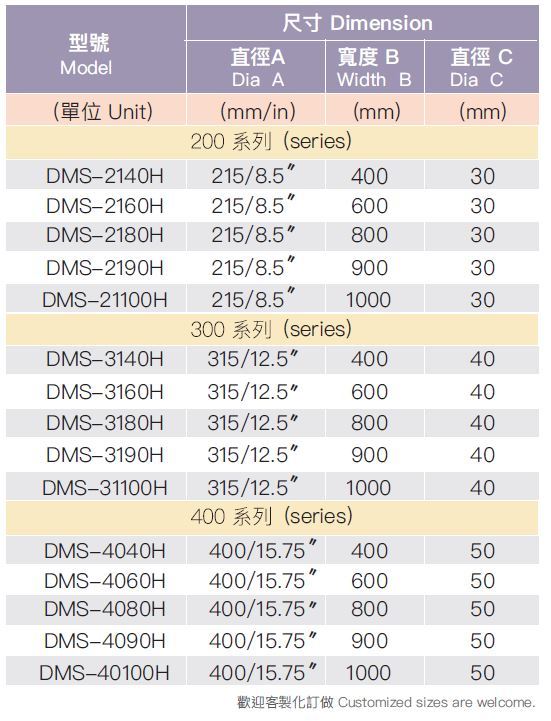 型號 Model 尺寸 Dimension
直徑A 寬度 B 直徑 C
Dia A Width B Dia C
(單位 Unit) (mm/in) (mm) (mm)
200 系列 (series)
DMS-2140H 215/8.5〞 400 30
DMS-2160H 215/8.5〞 600 30
DMS-2180H 215/8.5〞 800 30
DMS-2190H 215/8.5〞 900 30
DMS-21100H 215/8.5〞 1000 30
300 系列 (series)
DMS-3140H 315/12.5〞 400 40
DMS-3160H 315/12.5〞 600 40
DMS-3180H 315/12.5〞 800 40
DMS-3190H 315/12.5〞 900 40
DMS-31100H 315/12.5〞 1000 40
400 系列 (series)
DMS-4040H 400/15.75〞 400 50
DMS-4060H 400/15.75〞 600 50
DMS-4080H 400/15.75〞 800 50
DMS-4090H 400/15.75〞 900 50
DMS-40100H 400/15.75〞 1000 50
歡迎客製化訂做 Customized sizes are welcome.